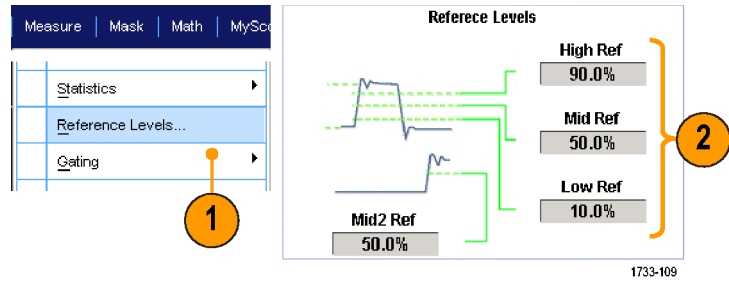 Measure | Mask | Math | MySco
Statistics
Reference Levels...
Gating
1
Referece Levels
High Ref
90.0%
Mid Ref
50.0%
Low Ref
10.0%
Mid2 Ref
50.0%
2
1733-109